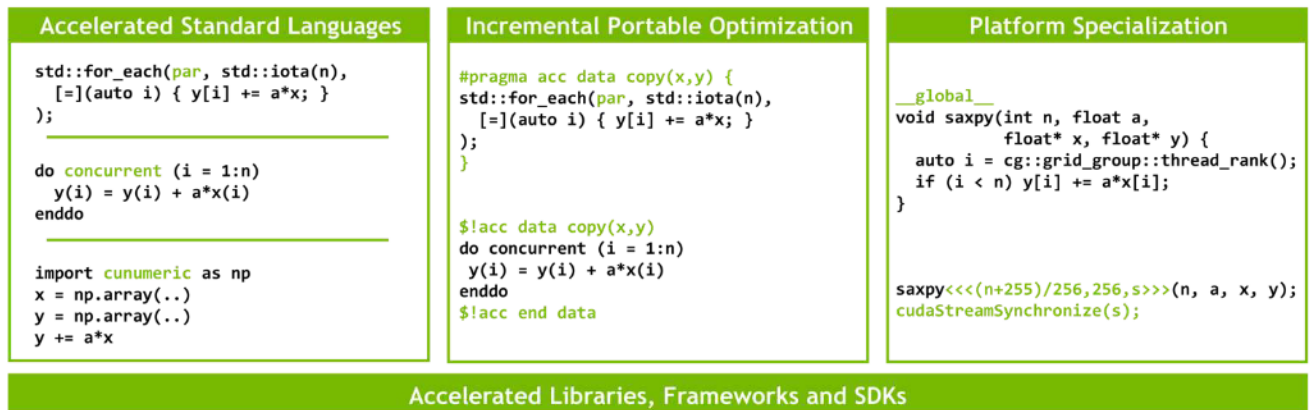 Accelerated Standard Languages
std::for_each(par, std::iota(n),
  [=](auto i) { y[i] += a*x; }
);
do concurrent (i = 1:n)
  y(i) = y(i) + a*x(i)
enddo
import cunumeric as np
x = np.array(..)
y = np.array(..)
y += a*x
Incremental Portable Optimization
#pragma acc data copy(x,y) {
std::for_each(par, std::iota(n),
  [=](auto i) { y[i] += a*x; }
);
}
$!acc data copy(x,y)
do concurrent (i = 1:n)
 y(i) = y(i) + a*x(i)
enddo
$!acc end data
Platform Specialization
__global__
void saxpy(int n, float a,
           float* x, float* y) {
  auto i = cg::grid_group::thread_rank();
  if (i < n) y[i] += a*x[i];
}
saxpy<<<(n+255)/256,256,s>>>(n, a, x, y);
cudaStreamSynchronize(s);
Accelerated Libraries, Frameworks and SDKs